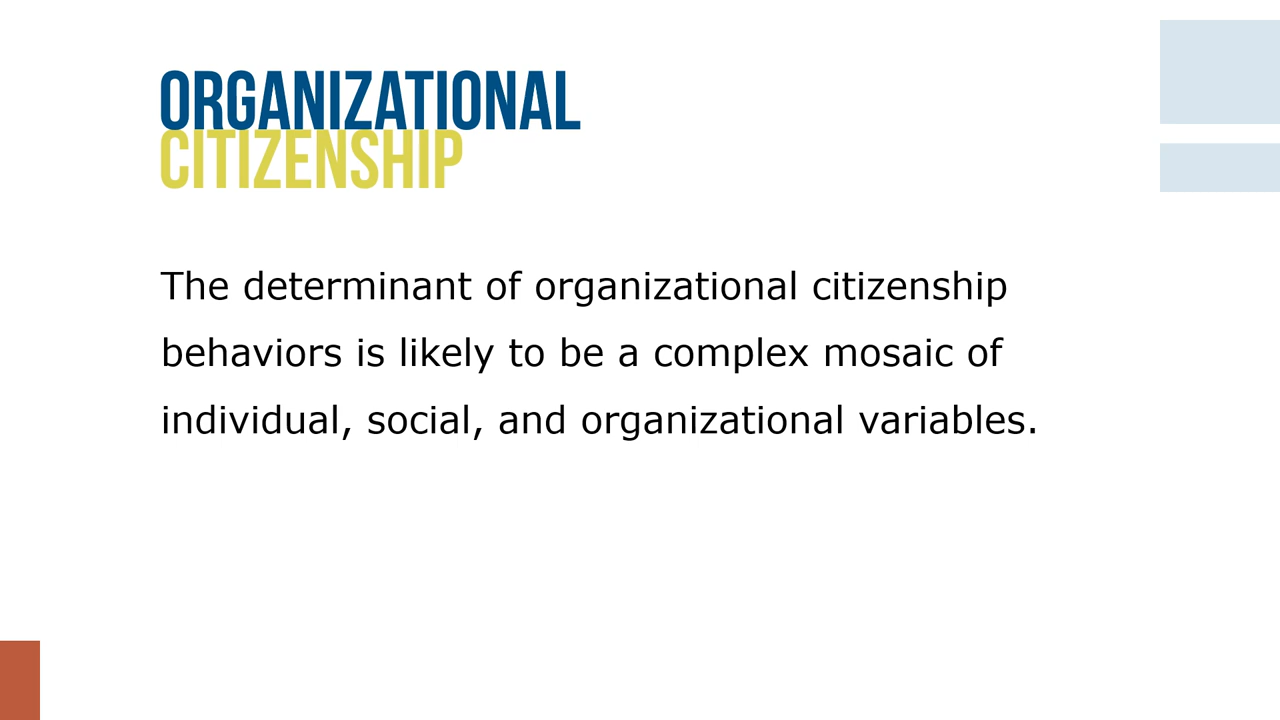 ORGANIZATIONAL
CITIZENSHIP
The determinant of organizational citizenship
behaviors is likely to be a complex mosaic of
individual, social, and organizational variables.